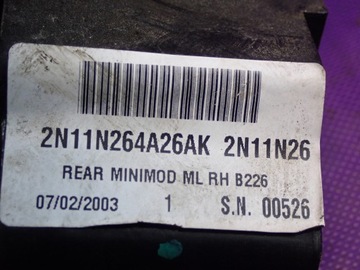 2N11N264A26AK 2N11N26
REAR MINIMOD ML RH B226
07/02/2003 1 S.N. 00526